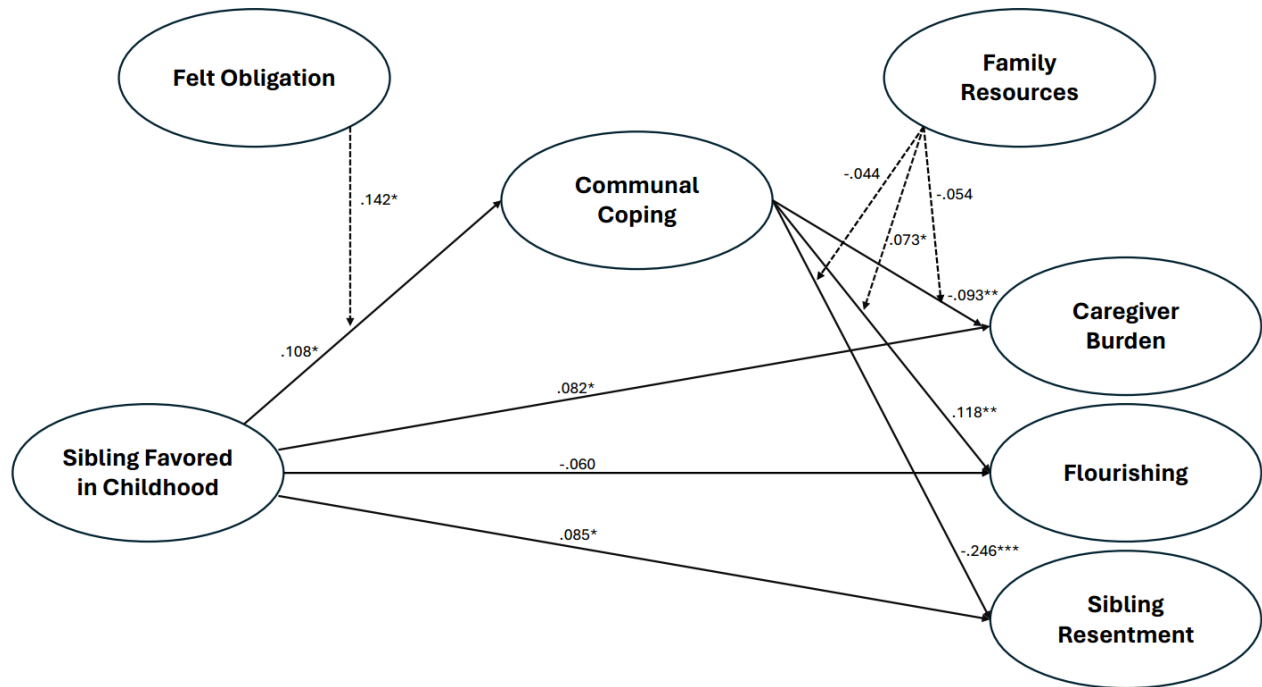 Felt Obligation
Family
Resources
Communal
Coping
-.044
-.054
.142*
.073*
-.093**
Caregiver
Burden
.108*
.082*
.118**
Sibling Favored
in Childhood
-.060
Flourishing
.085*
-.246***
Sibling
Resentment